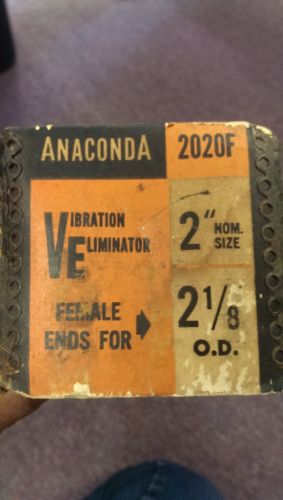 ANACONDA 2020F
VIBRATION
ELIMINATOR
2" NOM.
SIZE
FEMALE
ENDS FOR
2 1/8
O.D.